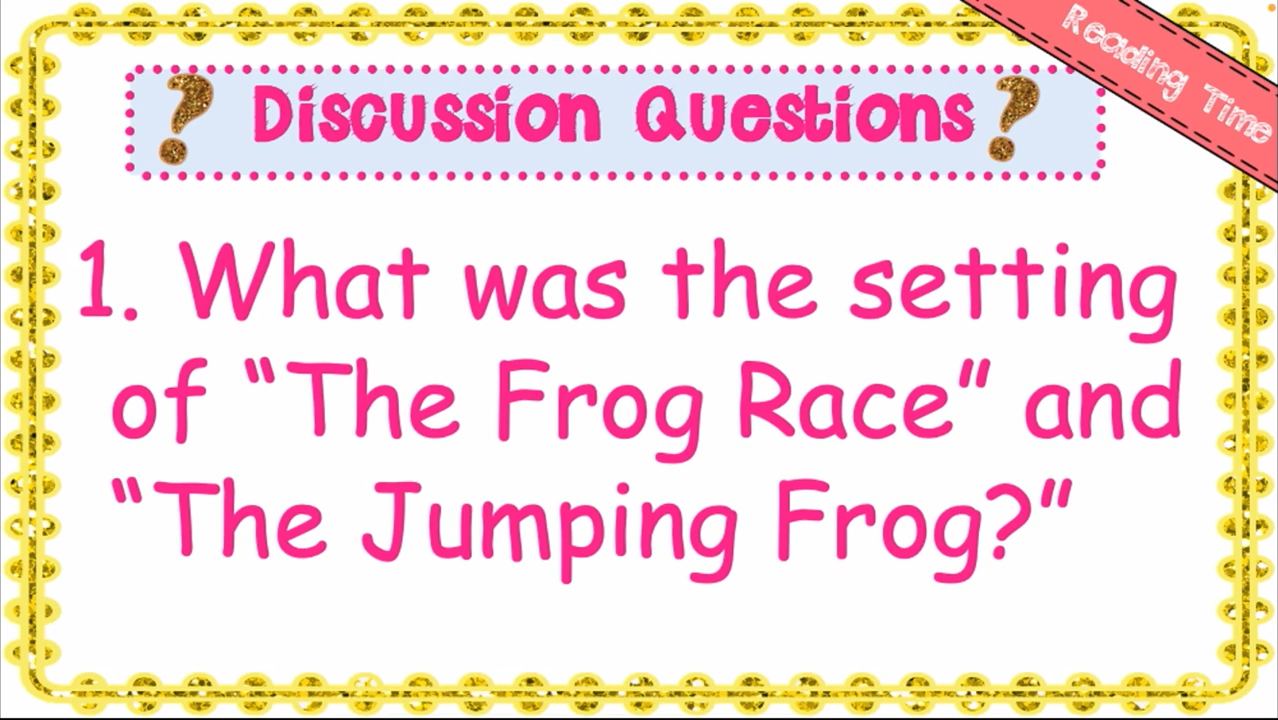 Reading Time
? Discussion Questions ?
1. What was the setting
of “The Frog Race” and
“The Jumping Frog?”